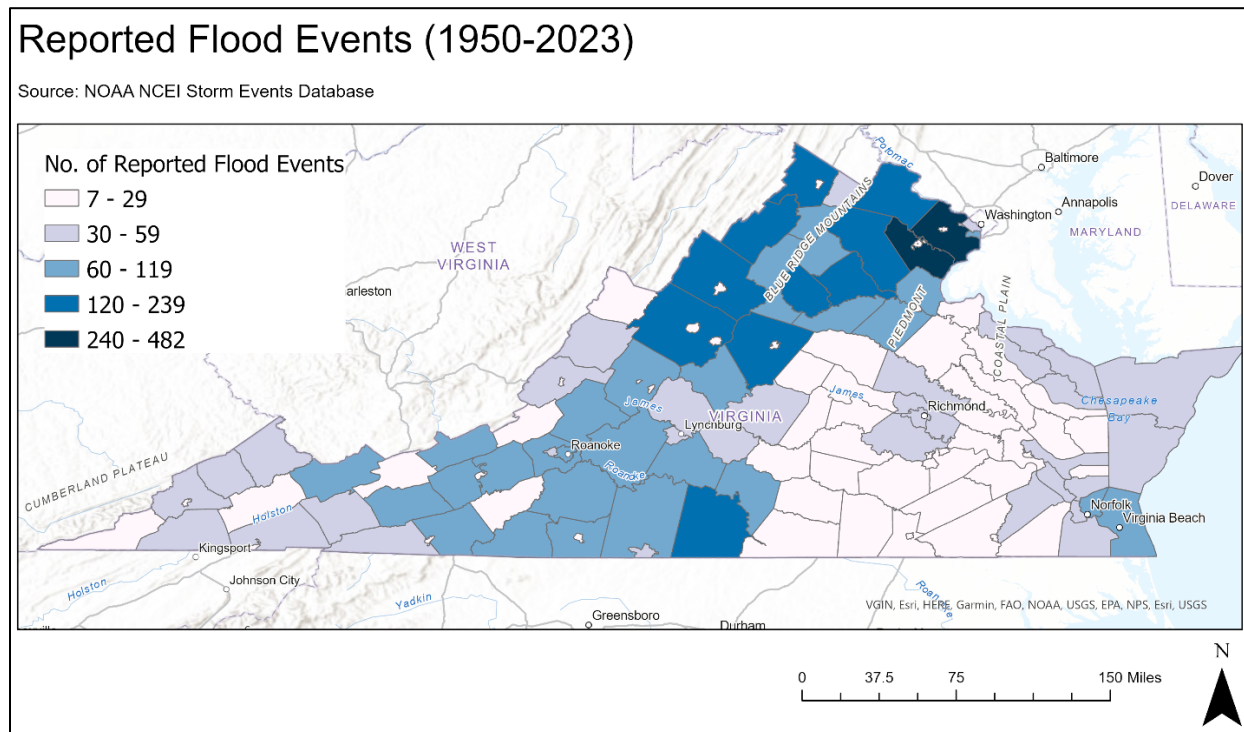 Reported Flood Events (1950-2023)
Source: NOAA NCEI Storm Events Database
No. of Reported Flood Events
7 - 29
30 - 59
60 - 119
120 - 239
240 - 482
Potomac
Baltimore
Dover
Annapolis
DELAWARE
Washington
MARYLAND
WEST
VIRGINIA
BLUE RIDGE MOUNTAINS
arleston
PIEDMONT
COASTAL PLAIN
James
James
Chesapeake
Bay
VIRGINIA
Richmond
Lynchburg
Roanoke
Roanoke
CUMBERLAND PLATEAU
Holston
Norfolk
Virginia Beach
Kingsport
Johnson City
Holston
Yadkin
Greensboro
Durham
VGIN, Esri, HERE, Garmin, FAO, NOAA, USGS, EPA, NPS, Esri, USGS
N
0 37.5 75 150 Miles